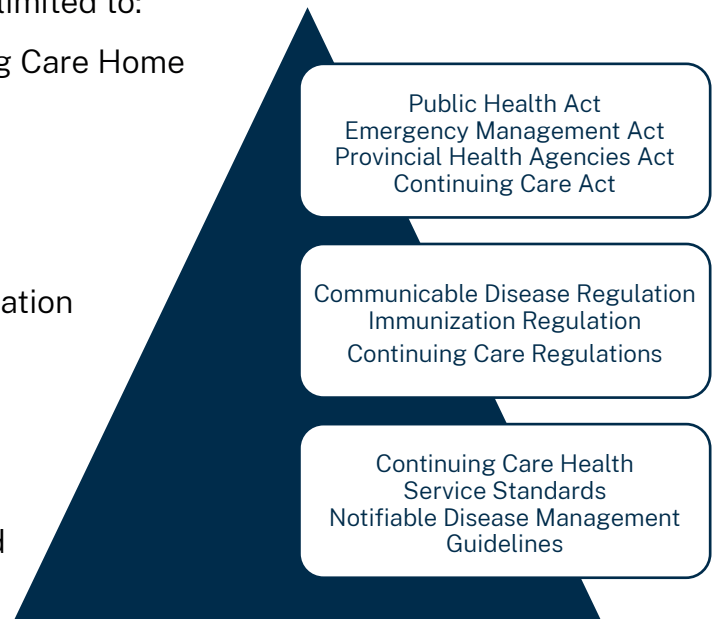 limited to:
g Care Home
Public Health Act
Emergency Management Act
Provincial Health Agencies Act
Continuing Care Act
ation
Communicable Disease Regulation
Immunization Regulation
Continuing Care Regulations
Continuing Care Health
Service Standards
Notifiable Disease Management
Guidelines
d